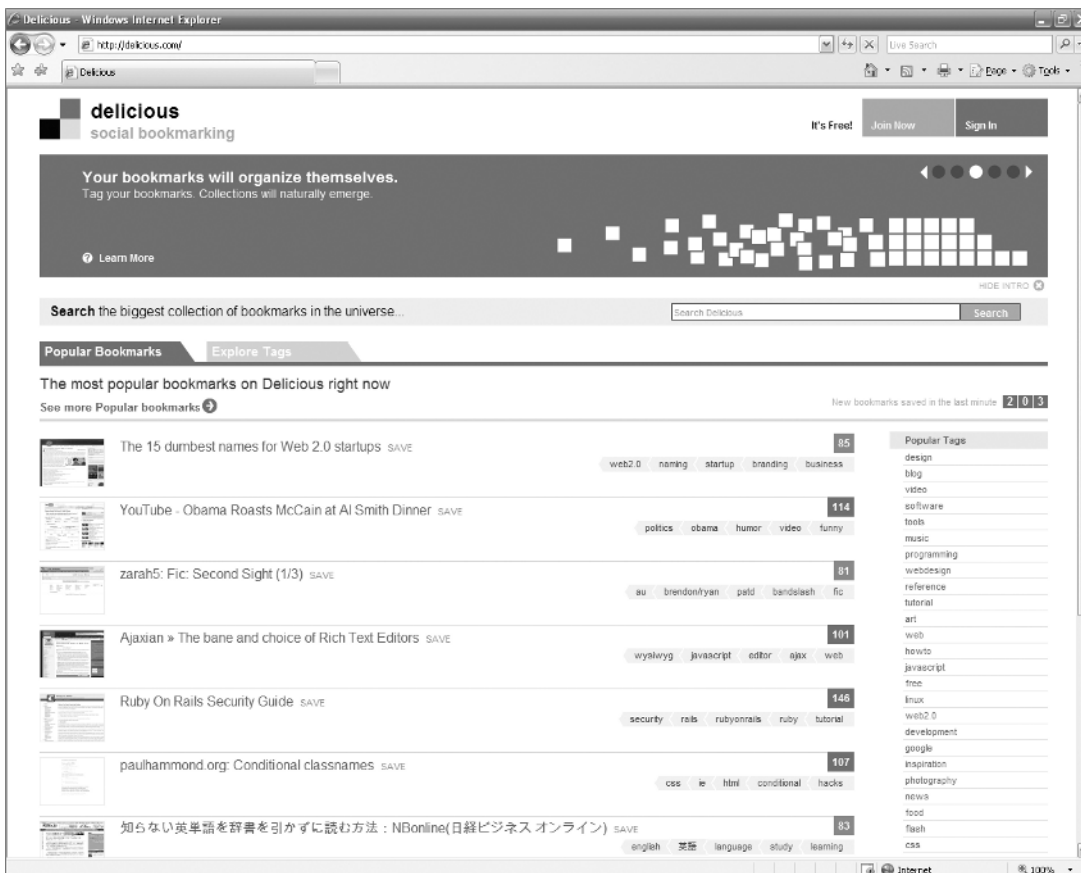 Delicious - Windows Internet Explorer
http://delicious.com/
Live Search
Delicious
Page
Tools
delicious
social bookmarking
It's Free!
Join Now
Sign In
Your bookmarks will organize themselves.
Tag your bookmarks. Collections will naturally emerge.
Learn More
HIDE INTRO
Search the biggest collection of bookmarks in the universe...
Search Delicious
Search
Popular Bookmarks
Explore Tags
The most popular bookmarks on Delicious right now
See more Popular bookmarks
New bookmarks saved in the last minute 2 0 3
The 15 dumbest names for Web 2.0 startups SAVE
85
web2.0 naming startup branding business
YouTube - Obama Roasts McCain at Al Smith Dinner SAVE
114
politics obama humor video funny
zarah5: Fic: Second Sight (1/3) SAVE
81
au brendon/ryan patd bandslash fic
Ajaxian » The bane and choice of Rich Text Editors SAVE
101
wysiwyg javascript editor ajax web
Ruby On Rails Security Guide SAVE
146
security rails rubyonrails ruby tutorial
paulhammond.org: Conditional classnames SAVE
107
css ie html conditional hacks
知らない英単語を辞書を引かずに読む方法：NBonline(日経ビジネス オンライン) SAVE
83
english 英語 language study learning
Popular Tags
design
blog
video
software
tools
music
programming
webdesign
reference
tutorial
art
web
howto
javascript
free
linux
web2.0
development
google
inspiration
photography
news
food
flash
css
Internet
100%